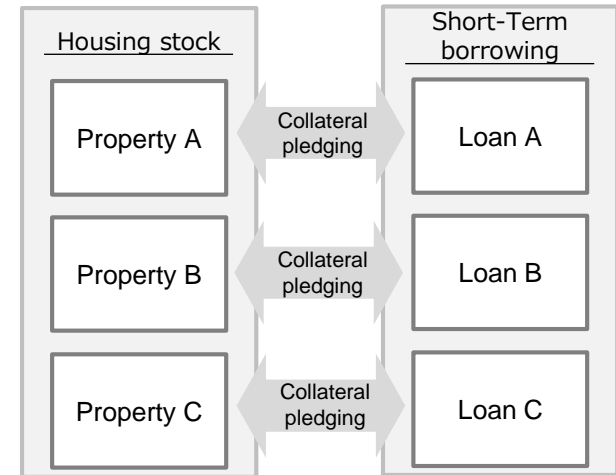 Housing stock
Short-Term
borrowing
Property A
Collateral
pledging
Loan A
Property B
Collateral
pledging
Loan B
Property C
Collateral
pledging
Loan C